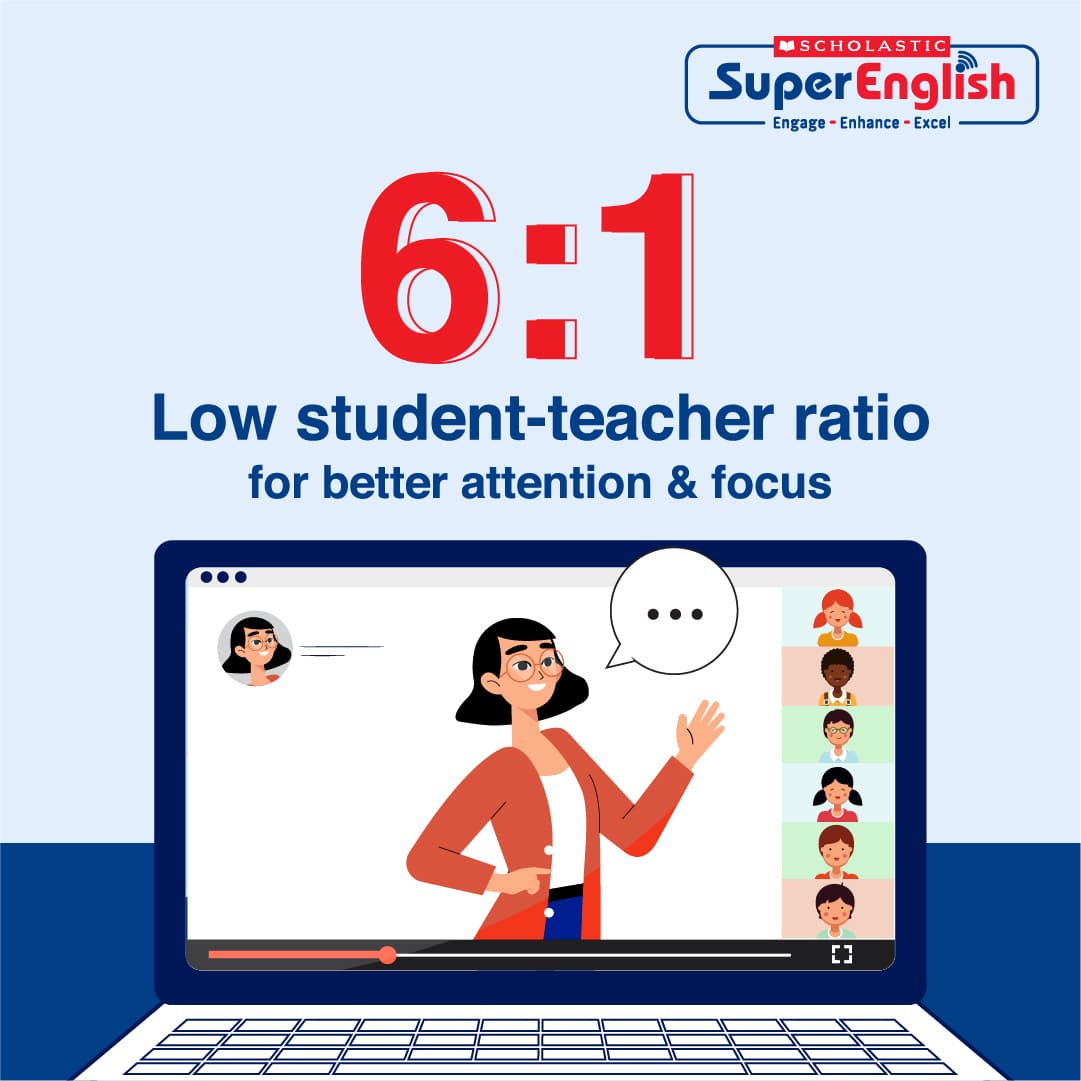 SCHOLASTIC
SuperEnglish
Engage - Enhance - Excel
6:1
Low student-teacher ratio
for better attention & focus